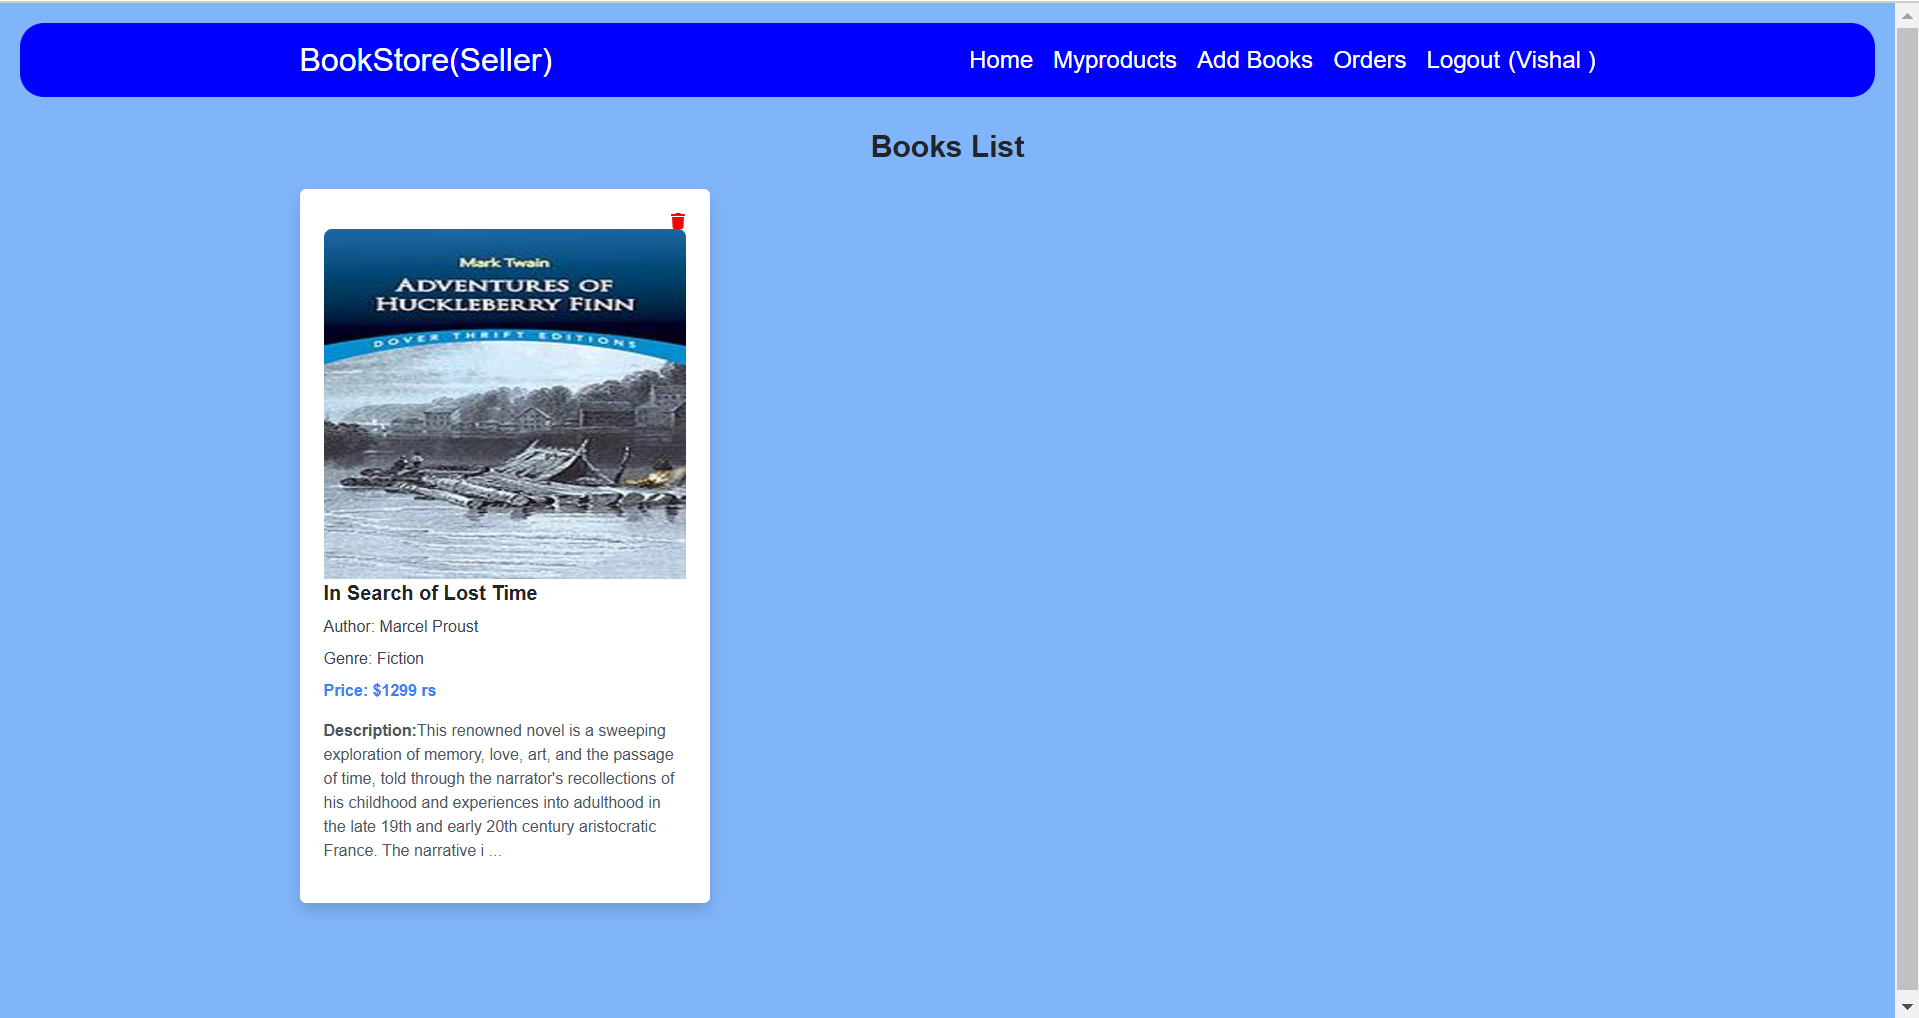 BookStore(Seller)
Home Myproducts Add Books Orders Logout (Vishal )
Books List
Mark Twain
ADVENTURES OF
HUCKLEBERRY FINN
DOVER THRIFT EDITIONS
In Search of Lost Time
Author: Marcel Proust
Genre: Fiction
Price: $1299 rs
Description:This renowned novel is a sweeping
exploration of memory, love, art, and the passage
of time, told through the narrator's recollections of
his childhood and experiences into adulthood in
the late 19th and early 20th century aristocratic
France. The narrative i ...